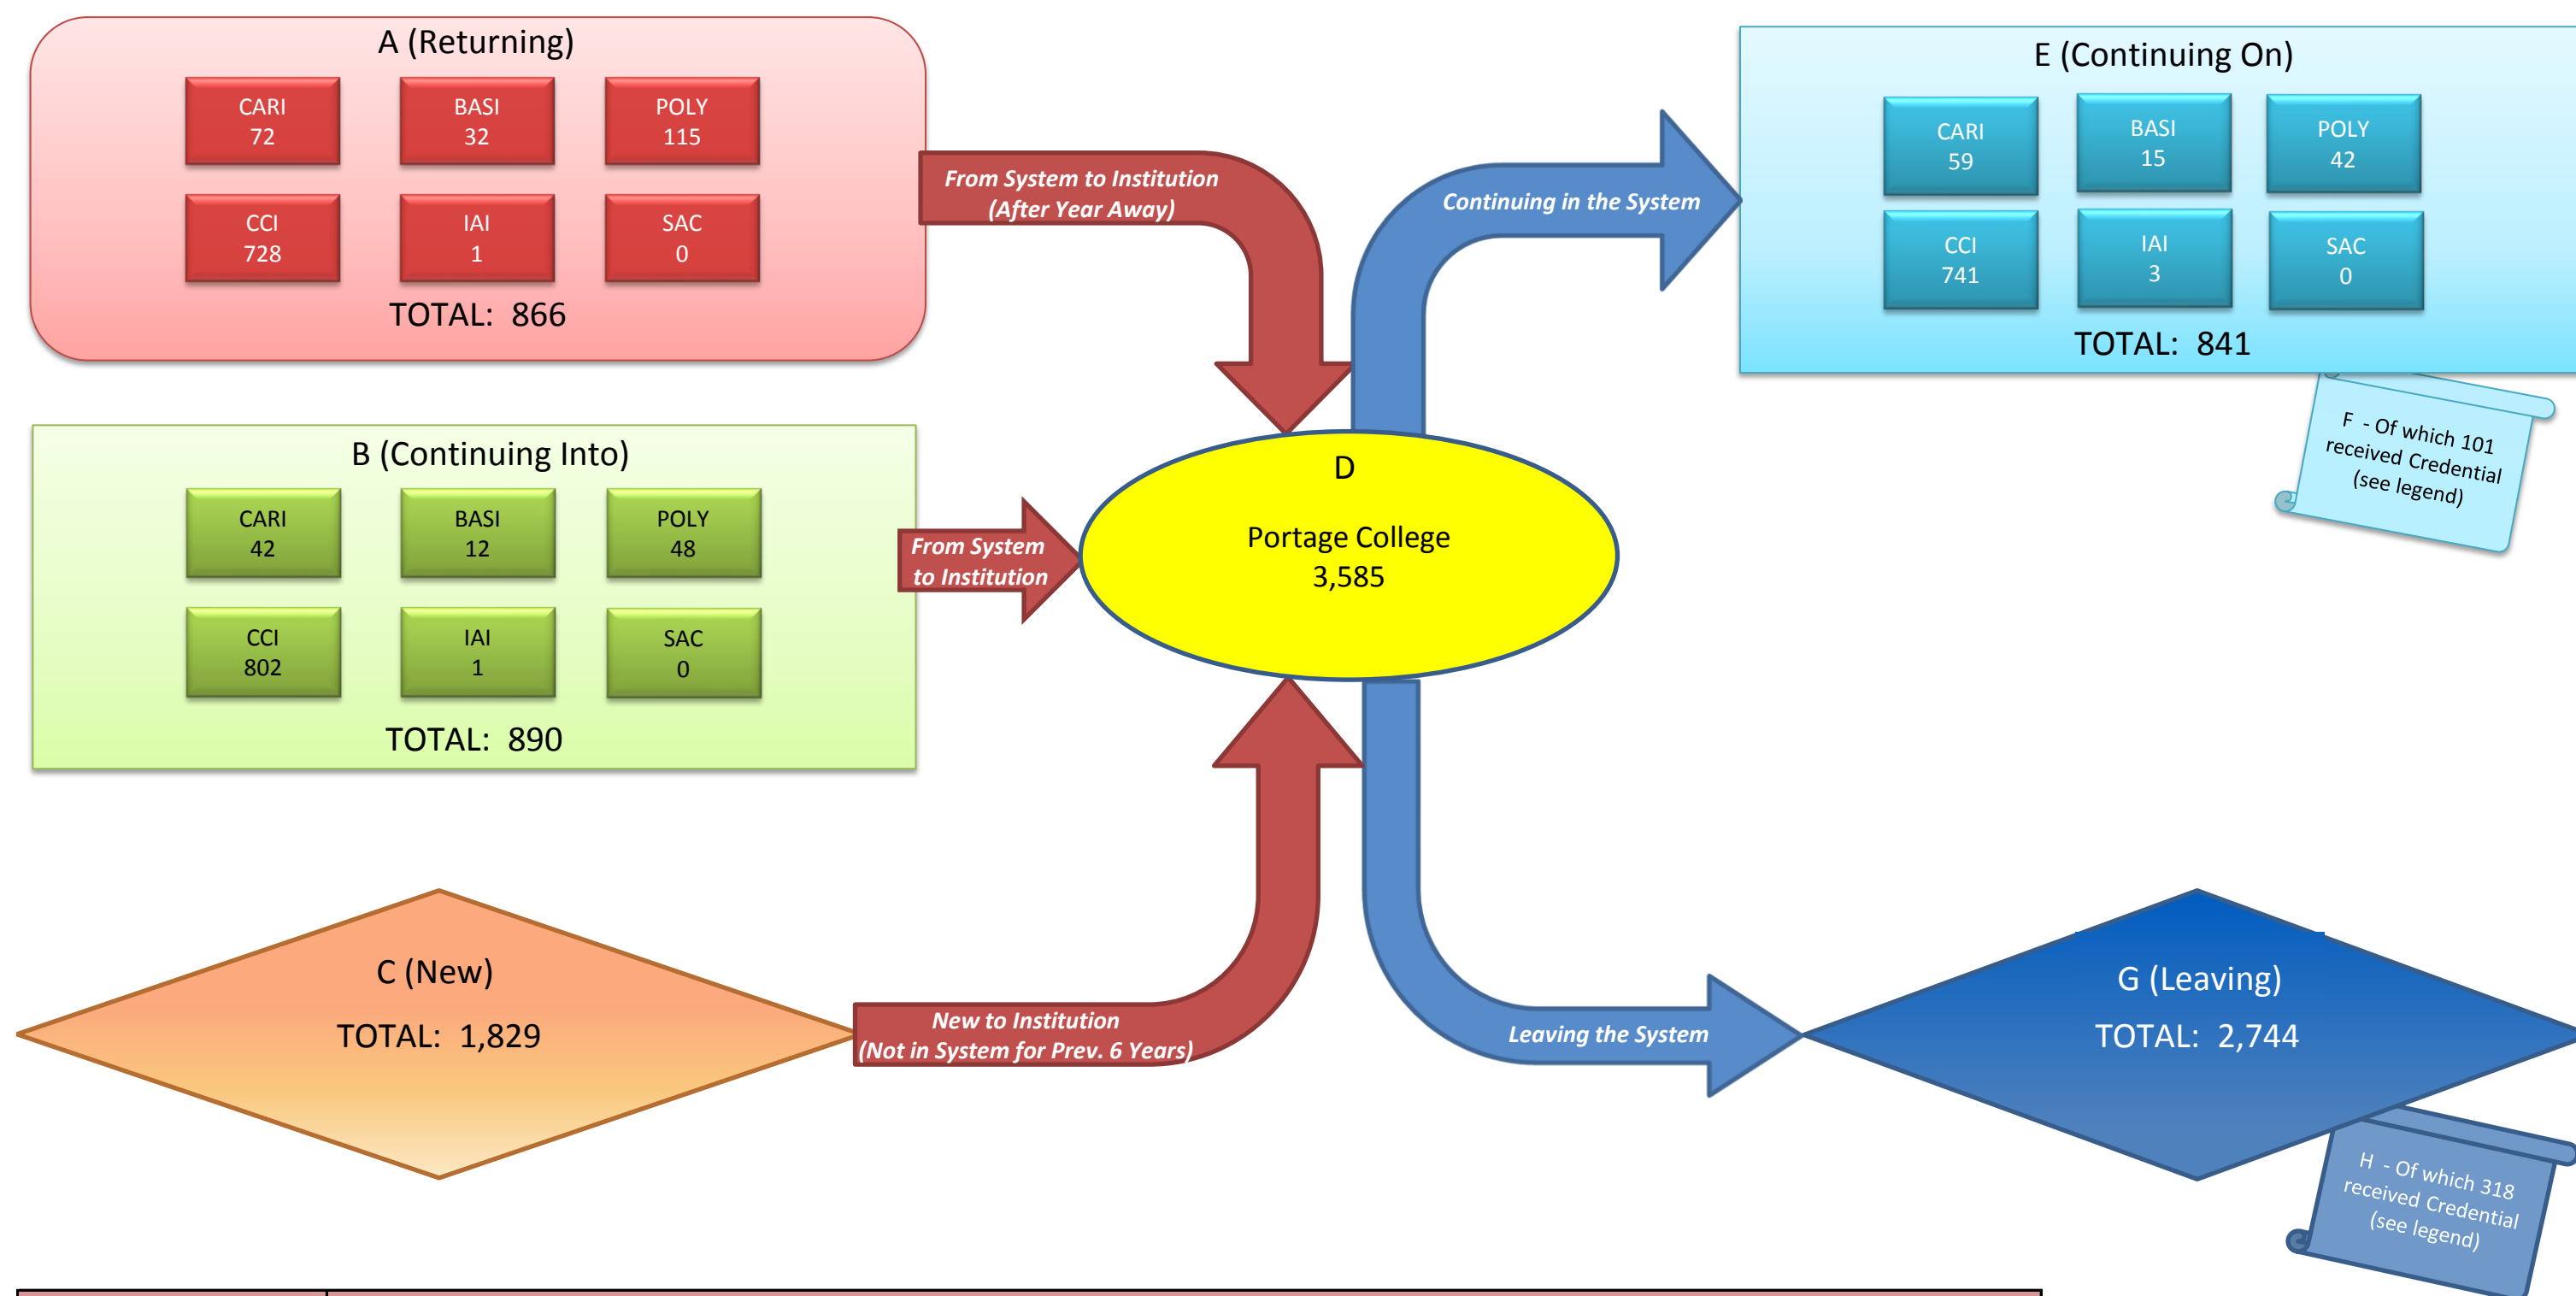 A (Returning)
CARI
72
BASI
32
POLY
115
CCI
728
IAI
1
SAC
0
TOTAL: 866
From System to Institution
(After Year Away)
Continuing in the System
E (Continuing On)
CARI
59
BASI
15
POLY
42
CCI
741
IAI
3
SAC
0
TOTAL: 841
F - Of which 101
received Credential
(see legend)
B (Continuing Into)
CARI
42
BASI
12
POLY
48
CCI
802
IAI
1
SAC
0
TOTAL: 890
From System
to Institution
D
Portage College
3,585
C (New)
TOTAL: 1,829
New to Institution
(Not in System for Prev. 6 Years)
Leaving the System
G (Leaving)
TOTAL: 2,744
H - Of which 318
received Credential
(see legend)